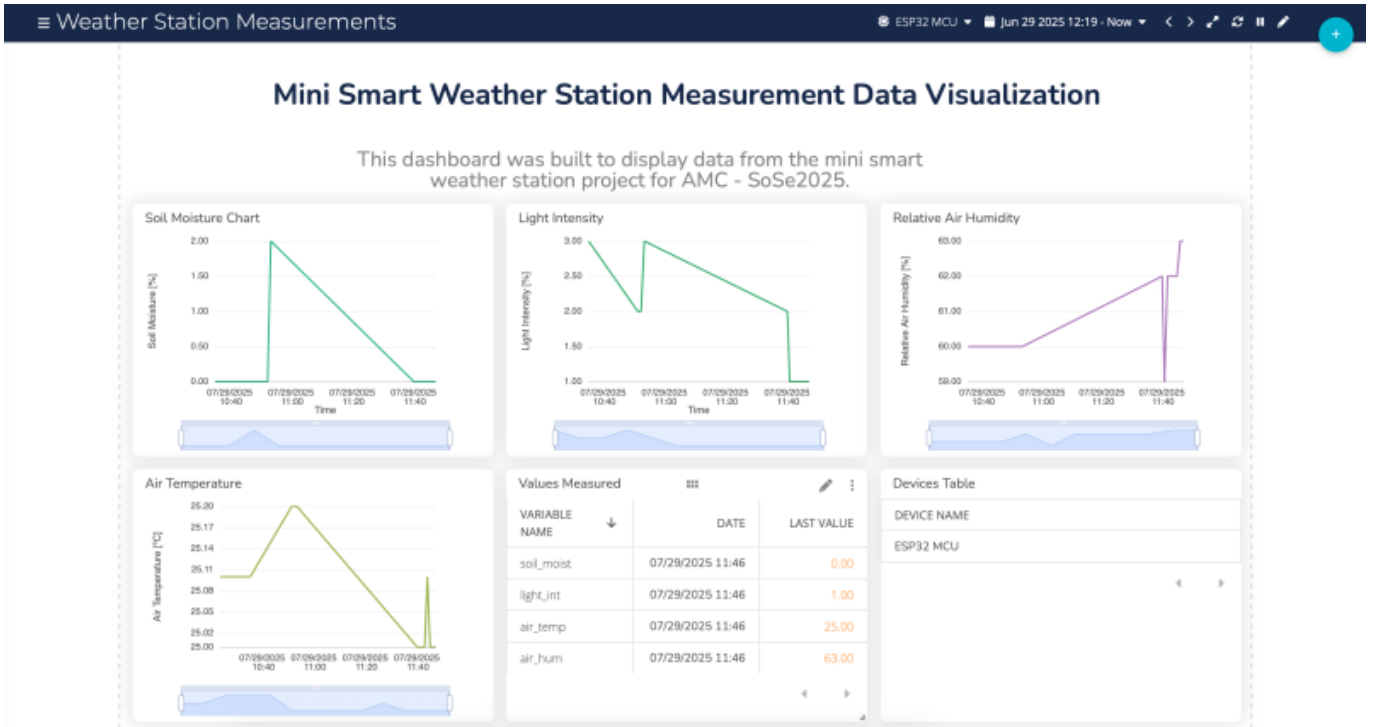 ≡ Weather Station Measurements
ESP32 MCU
Jun 29 2025 12:19 - Now
+
Mini Smart Weather Station Measurement Data Visualization
This dashboard was built to display data from the mini smart
weather station project for AMC - SoSe2025.
Soil Moisture Chart
Soil Moisture [%]
2.00
1.50
1.00
0.50
0.00
07/29/2025 07/29/2025 07/29/2025 07/29/2025
10:40 11:00 11:20 11:40
Time
Light Intensity
Light Intensity [%]
3.00
2.50
2.00
1.50
1.00
07/29/2025 07/29/2025 07/29/2025 07/29/2025
10:40 11:00 11:20 11:40
Time
Relative Air Humidity
Relative Air Humidity [%]
63.00
62.00
61.00
60.00
59.00
07/29/2025 07/29/2025 07/29/2025 07/29/2025
10:40 11:00 11:20 11:40
Air Temperature
Air Temperature [ºC]
25.20
25.17
25.14
25.11
25.08
25.05
25.02
25.00
07/29/2025 07/29/2025 07/29/2025 07/29/2025
10:40 11:00 11:20 11:40
Values Measured
VARIABLE
NAME
DATE
LAST VALUE
soil_moist 07/29/2025 11:46 0.00
light_int 07/29/2025 11:46 1.00
air_temp 07/29/2025 11:46 25.00
air_hum 07/29/2025 11:46 63.00
Devices Table
DEVICE NAME
ESP32 MCU